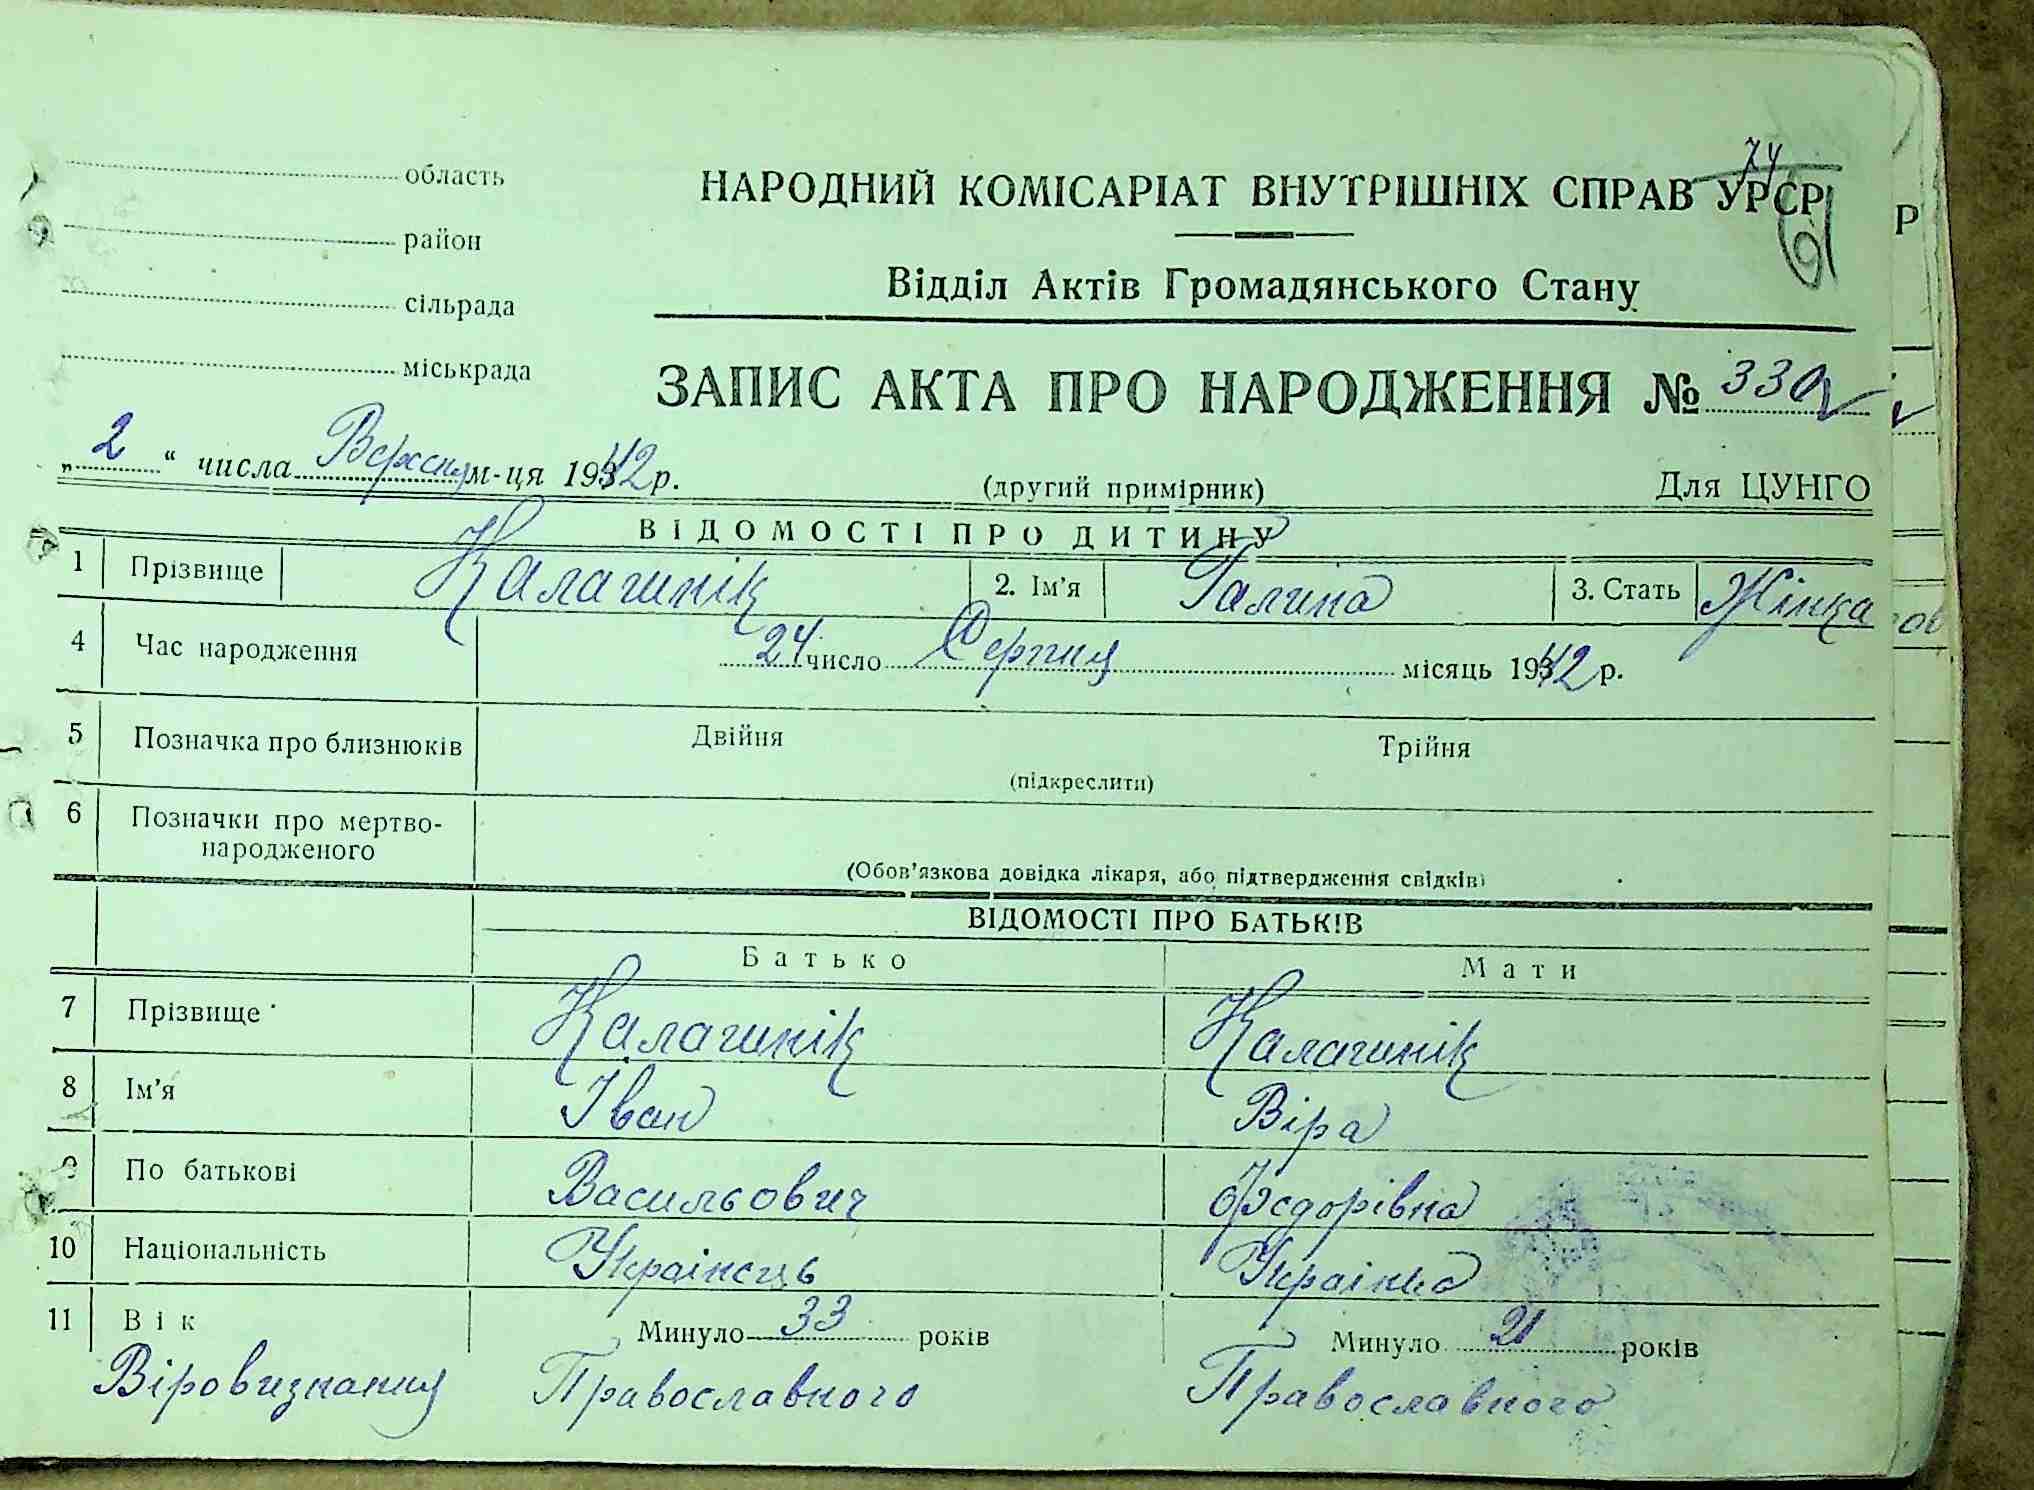 74
область
НАРОДНИЙ КОМІСАРІАТ ВНУТРІШНІХ СПРАВ УРСР
район
Відділ Актів Громадянського Стану
сільрада
міськрада
ЗАПИС АКТА ПРО НАРОДЖЕННЯ № 330
„ 2 “ числа Вересня м-ця 1942 р.
(другий примірник)
Для ЦУНГО
ВІДОМОСТІ ПРО ДИТИНУ
1 Прізвище Калачинік 2. Ім'я Галина 3. Стать Жінка
4 Час народження 24 число Серпня місяць 1942 р.
5 Позначка про близнюків Двійня Трійня
(підкреслити)
6 Позначки про мертво-
народженого
(Обов'язкова довідка лікаря, або підтвердження свідків)
ВІДОМОСТІ ПРО БАТЬКІВ
Батько Мати
7 Прізвище Калачинік Калачинік
8 Ім'я Іван Віра
9 По батькові Васильович Федорівна
10 Національність Українець Українка
11 Вік Минуло 33 років Минуло 21 років
Віровизнання Православного Православного